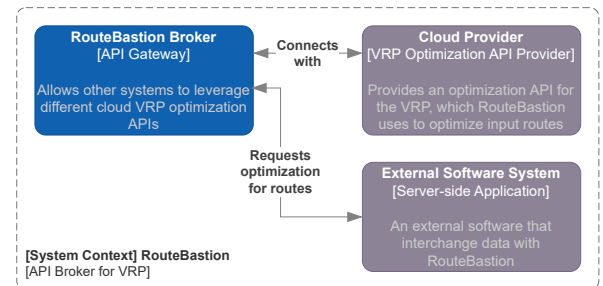 RouteBastion Broker
[API Gateway]
Allows other systems to leverage
different cloud VRP optimization
APIs
Connects
with
Cloud Provider
[VRP Optimization API Provider]
Provides an optimization API for
the VRP, which RouteBastion
uses to optimize input routes
Requests
optimization
for routes
External Software System
[Server-side Application]
An external software that
interchange data with
RouteBastion
[System Context] RouteBastion
[API Broker for VRP]